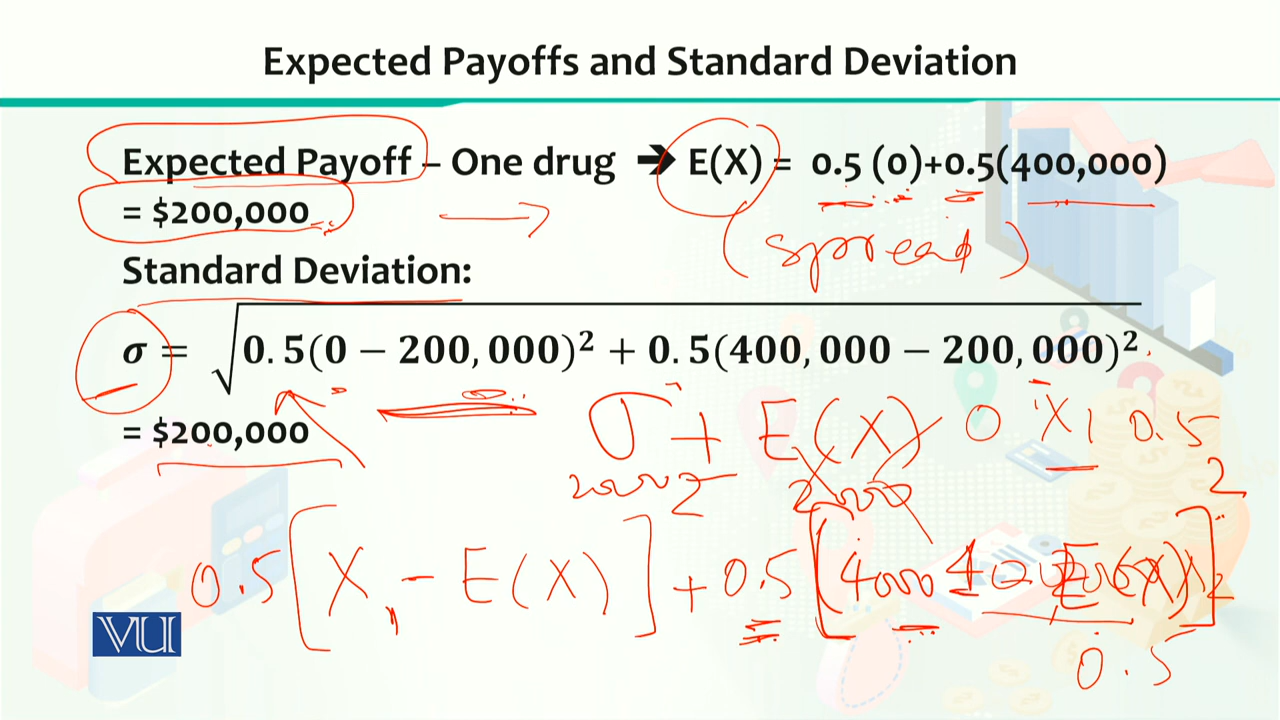 Expected Payoffs and Standard Deviation
Expected Payoff – One drug ➔ E(X) = 0.5 (0)+0.5(400,000)
= $200,000
(spread)
Standard Deviation:
σ = √0.5(0 − 200,000)² + 0.5(400,000 − 200,000)²
= $200,000
σ + E(X) 0 X1 0.5
2
0.5 [X, − E(X)] + 0.5 [4000
0.5
VU